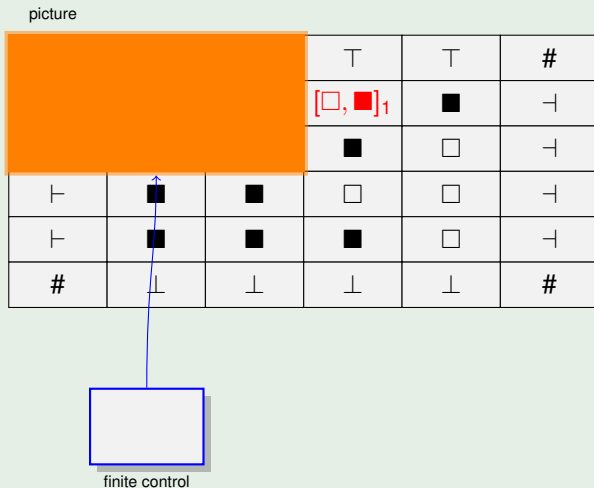 picture
⊤ ⊤ #
[□, ■]₁ ■ ⊣
■ □ ⊣
⊢ ■ ■ □ □ ⊣
⊢ ■ ■ ■ □ ⊣
# ⊥ ⊥ ⊥ ⊥ #
finite control